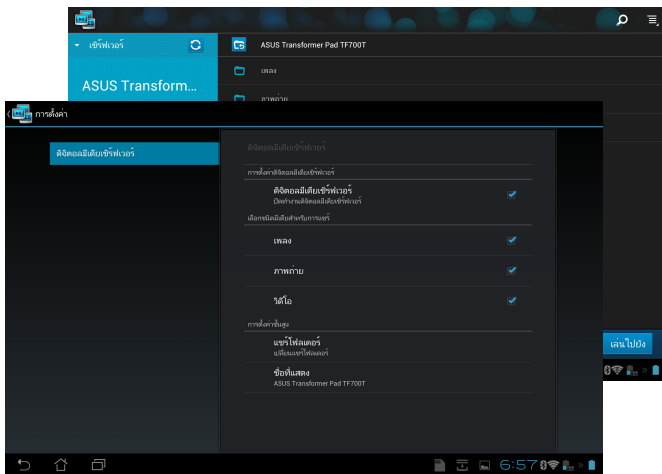 เซิร์ฟเวอร์
ASUS Transformer Pad TF700T
ASUS Transform...
เพลง
ภาพถ่าย
เล่นไปยัง
การตั้งค่า
ดิจิตอลมีเดียเซิร์ฟเวอร์
ดิจิตอลมีเดียเซิร์ฟเวอร์
การตั้งค่าดิจิตอลมีเดียเซิร์ฟเวอร์
ดิจิตอลมีเดียเซิร์ฟเวอร์
ปิดทำงานดิจิตอลมีเดียเซิร์ฟเวอร์
เลือกชนิดมีเดียสำหรับการแชร์
เพลง
ภาพถ่าย
วิดีโอ
การตั้งค่าขั้นสูง
แชร์โฟลเดอร์
เปลี่ยนแชร์โฟลเดอร์
ชื่อที่แสดง
ASUS Transformer Pad TF700T
6:57